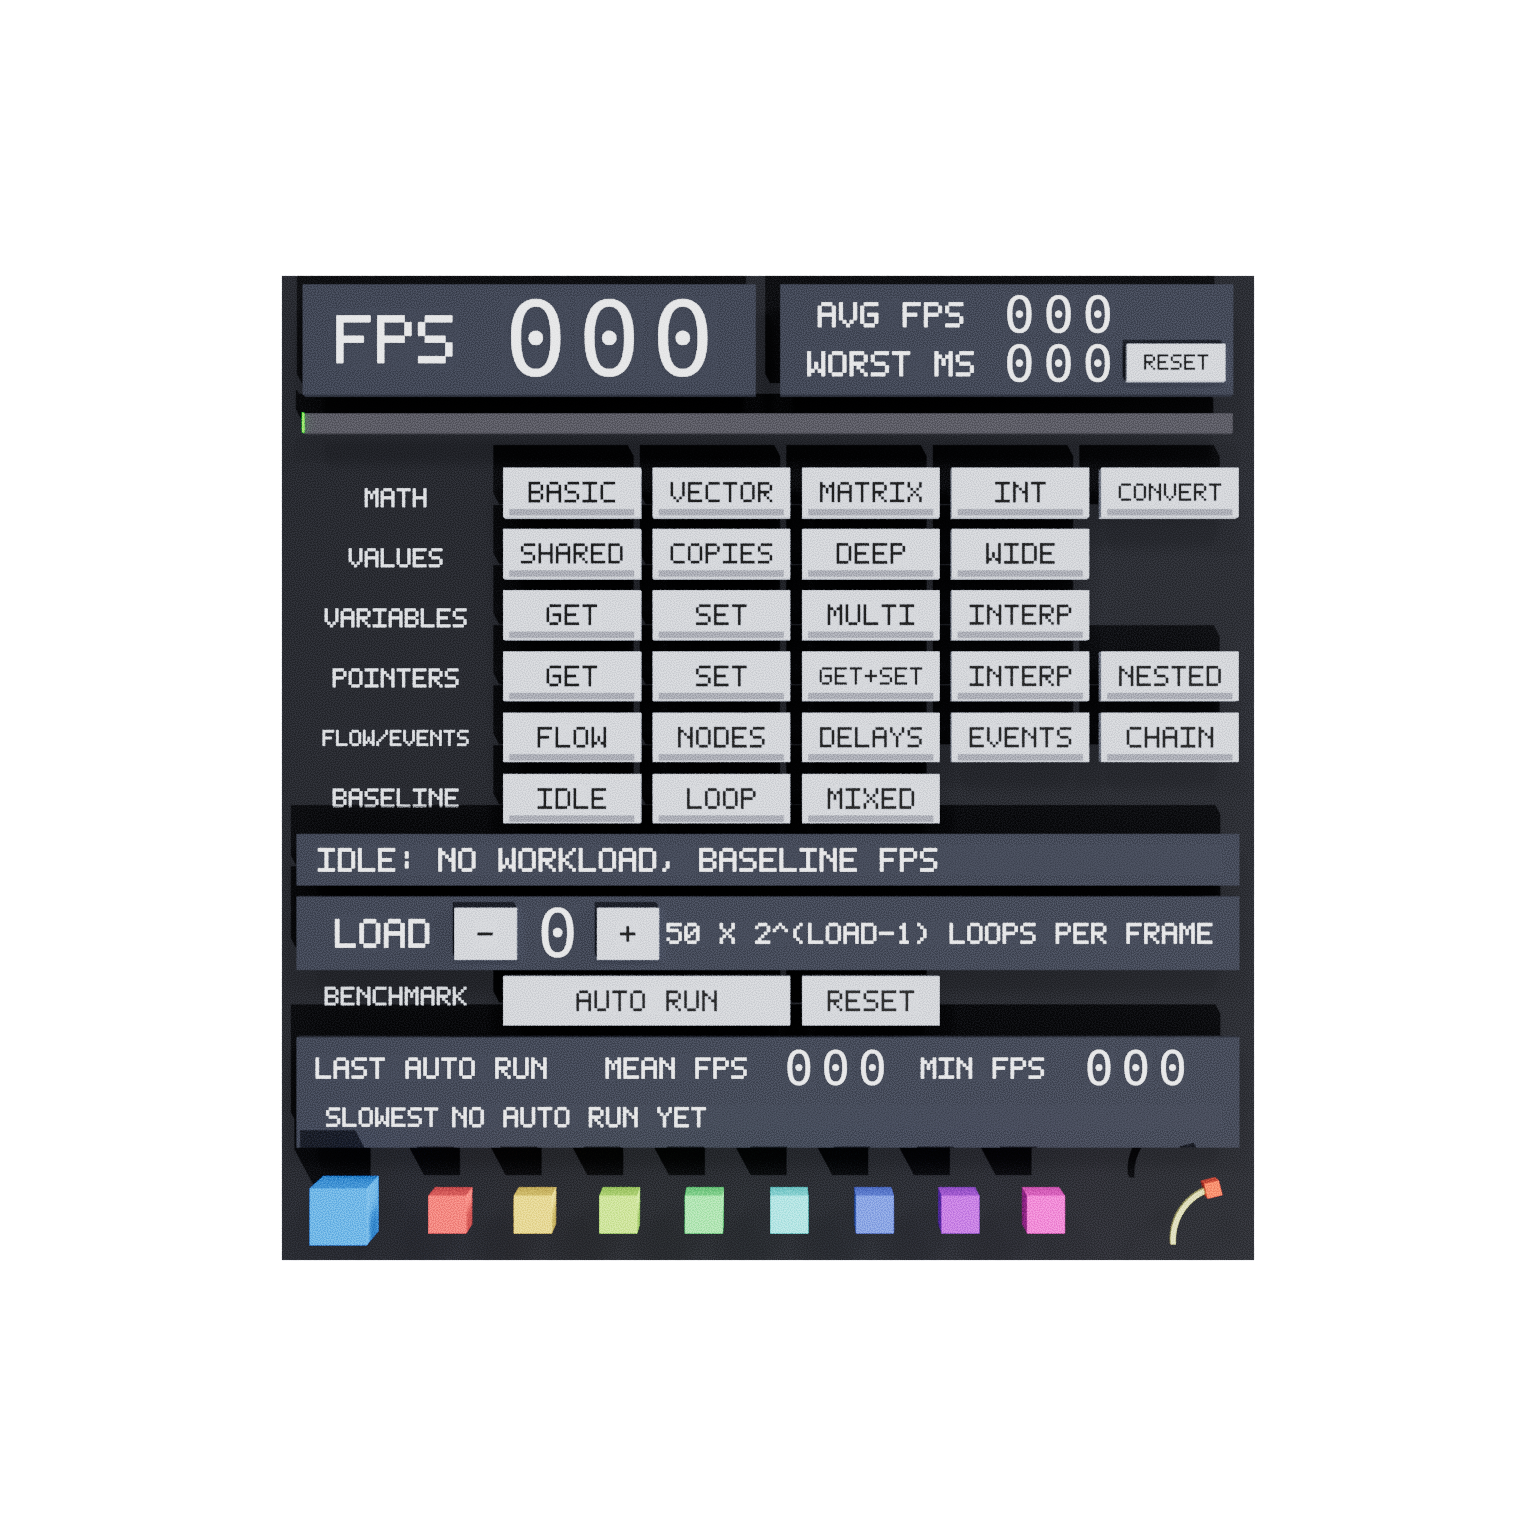 FPS 000
AVG FPS 000
WORST MS 000 RESET
MATH BASIC VECTOR MATRIX INT CONVERT
VALUES SHARED COPIES DEEP WIDE
VARIABLES GET SET MULTI INTERP
POINTERS GET SET GET+SET INTERP NESTED
FLOW/EVENTS FLOW NODES DELAYS EVENTS CHAIN
BASELINE IDLE LOOP MIXED
IDLE: NO WORKLOAD, BASELINE FPS
LOAD - 0 + 50 X 2^(LOAD-1) LOOPS PER FRAME
BENCHMARK AUTO RUN RESET
LAST AUTO RUN MEAN FPS 000 MIN FPS 000
SLOWEST NO AUTO RUN YET